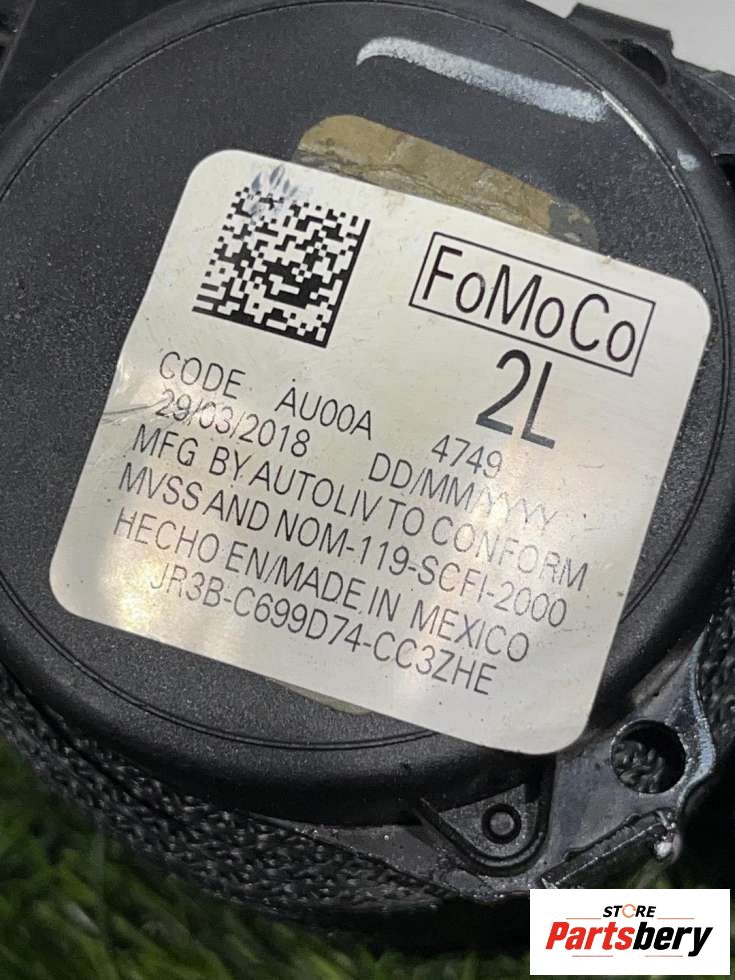 FoMoCo
2L
CODE AU00A 4749
29/03/2018 DD/MM/YYYY
MFG BY AUTOLIV TO CONFORM
MVSS AND NOM-119-SCFI-2000
HECHO EN/MADE IN MEXICO
JR3B-C699D74-CC3ZHE
STORE
Partsbery